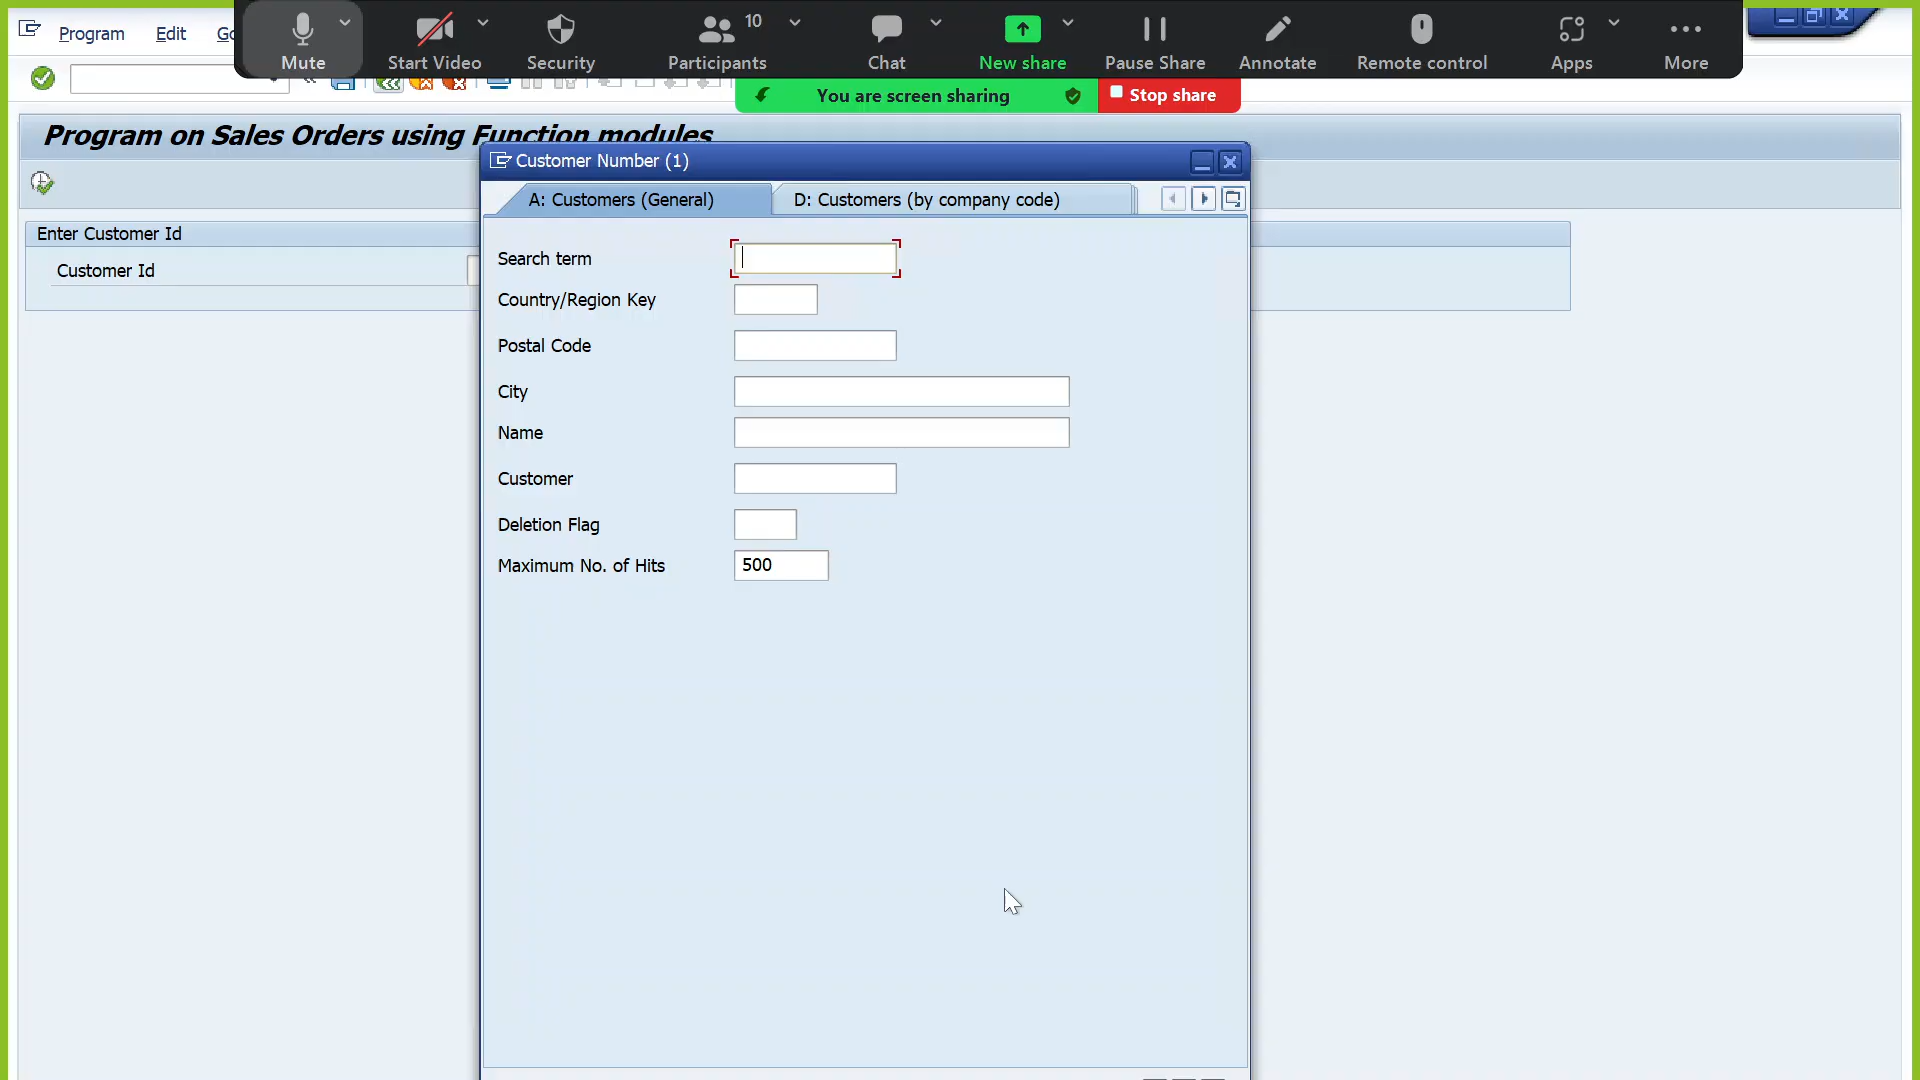 Program Edit Go
Mute
Start Video
Security
Participants 10
Chat
New share
Pause Share
Annotate
Remote control
Apps
More
You are screen sharing
Stop share
Program on Sales Orders using Function modules
Customer Number (1)
A: Customers (General)
D: Customers (by company code)
Enter Customer Id
Customer Id
Search term
Country/Region Key
Postal Code
City
Name
Customer
Deletion Flag
Maximum No. of Hits 500